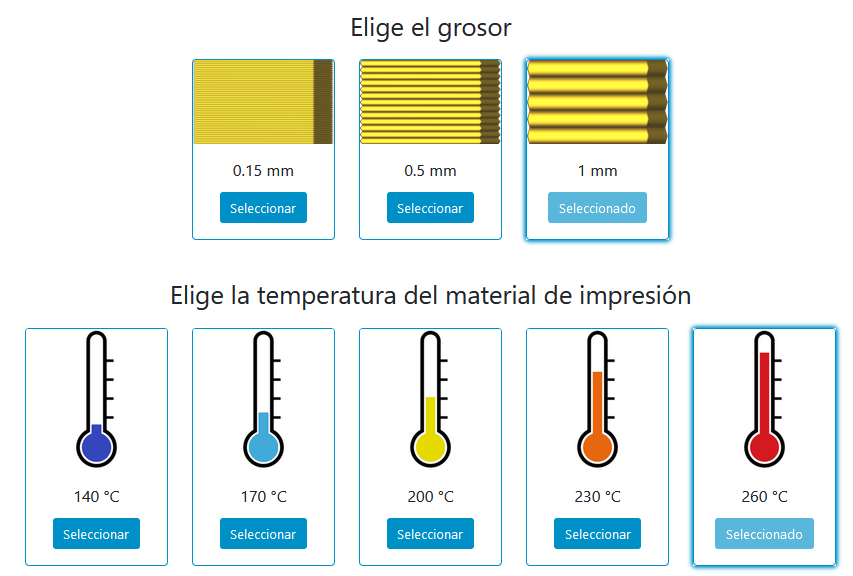 Elige el grosor
0.15 mm
0.5 mm
1 mm
Seleccionar
Seleccionar
Seleccionado
Elige la temperatura del material de impresión
140 °C
170 °C
200 °C
230 °C
260 °C
Seleccionar
Seleccionar
Seleccionar
Seleccionar
Seleccionado